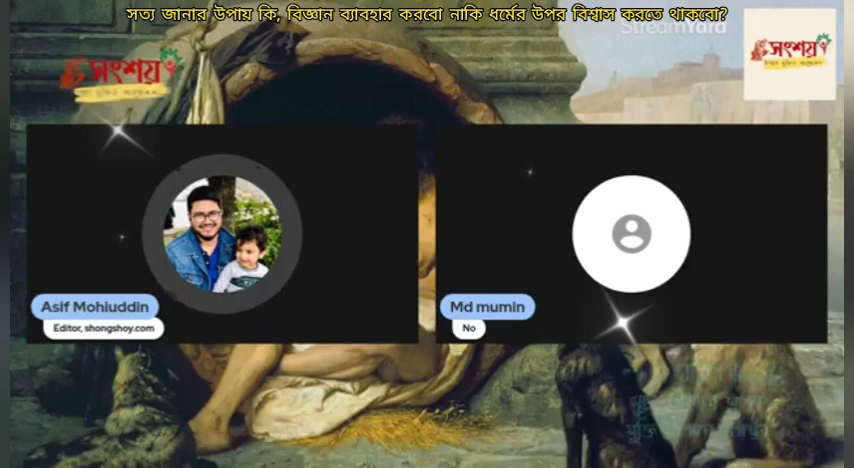 সত্য জানার উপায় কি, বিজ্ঞান ব্যাবহার করবো নাকি ধর্মের উপর বিশ্বাস করতে থাকবো?
StreamYard
সংশয়
সংশয়
Asif Mohiuddin
Editor, shongshoy.com
Md mumin
No